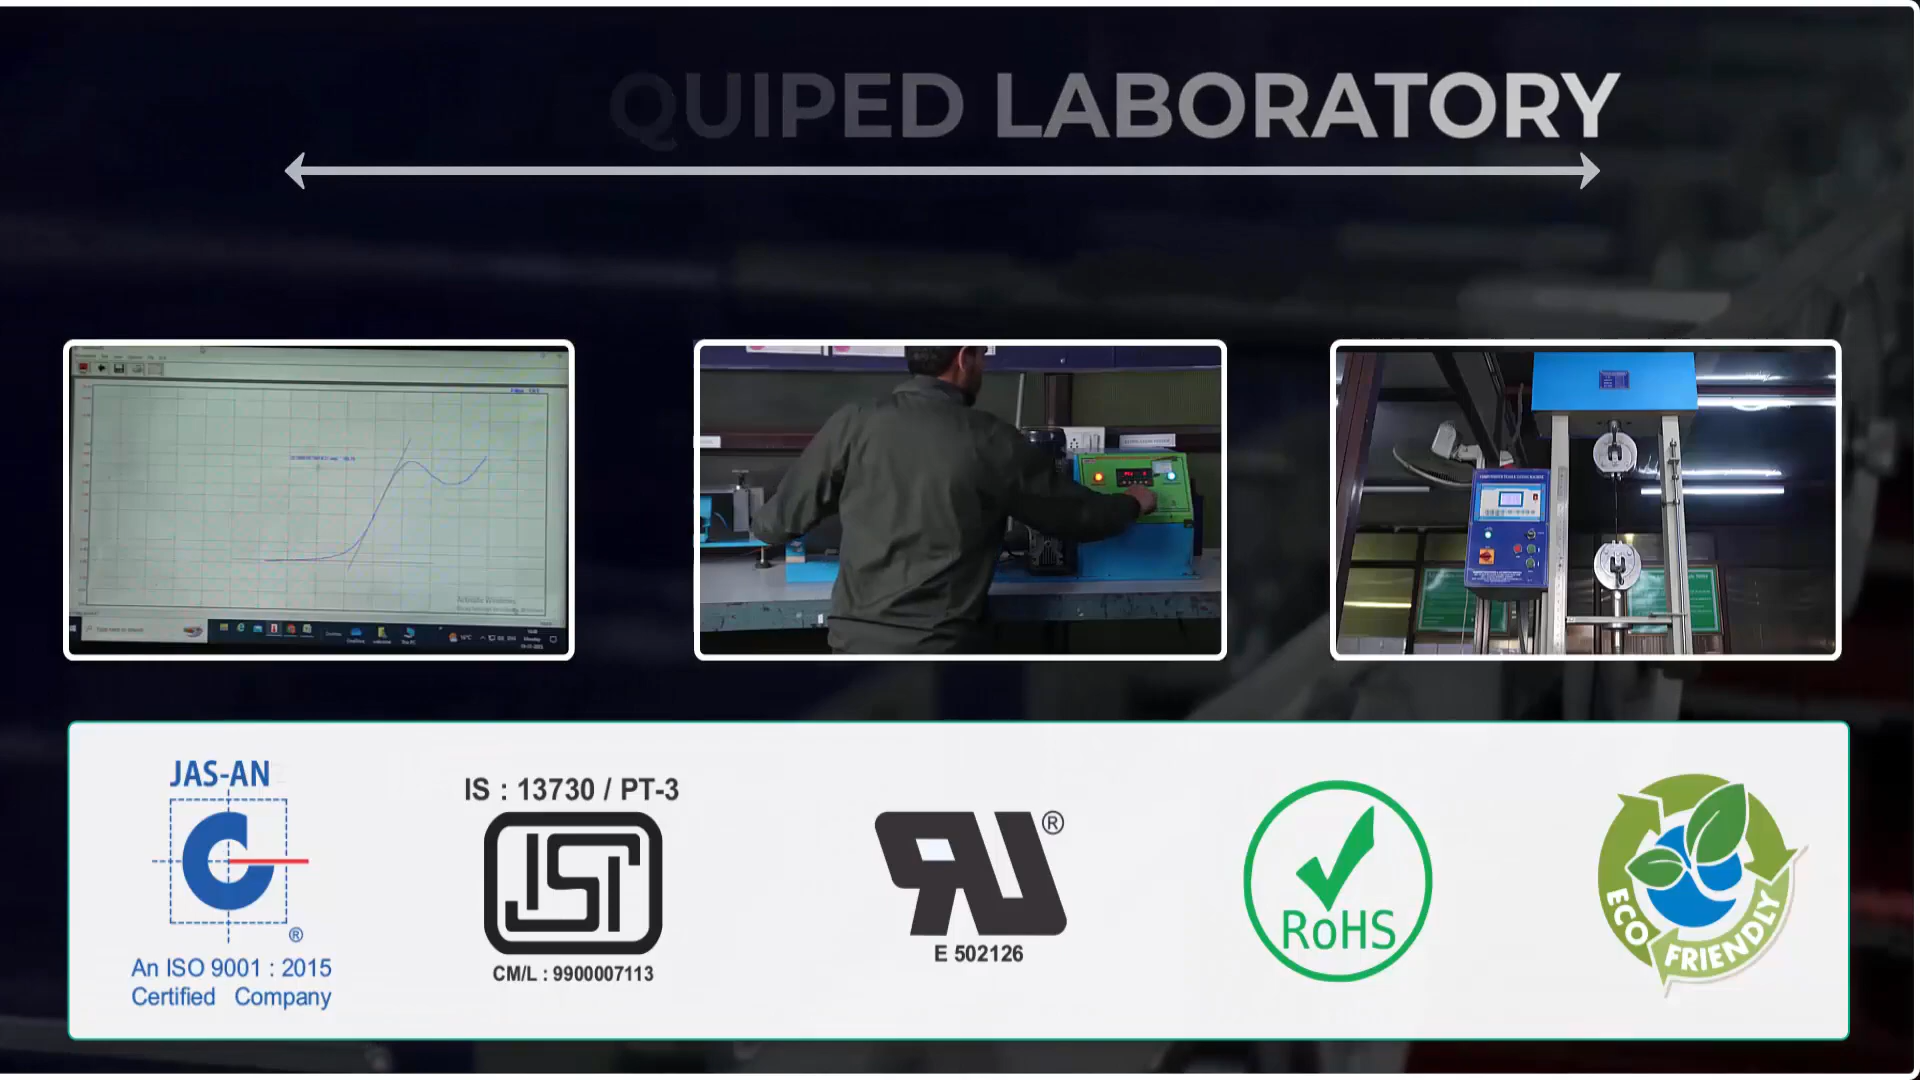 QUIPED LABORATORY
JAS-AN
®
An ISO 9001 : 2015
Certified Company
IS : 13730 / PT-3
ISI
CM/L : 9900007113
®
E 502126
RoHS
ECO FRIENDLY